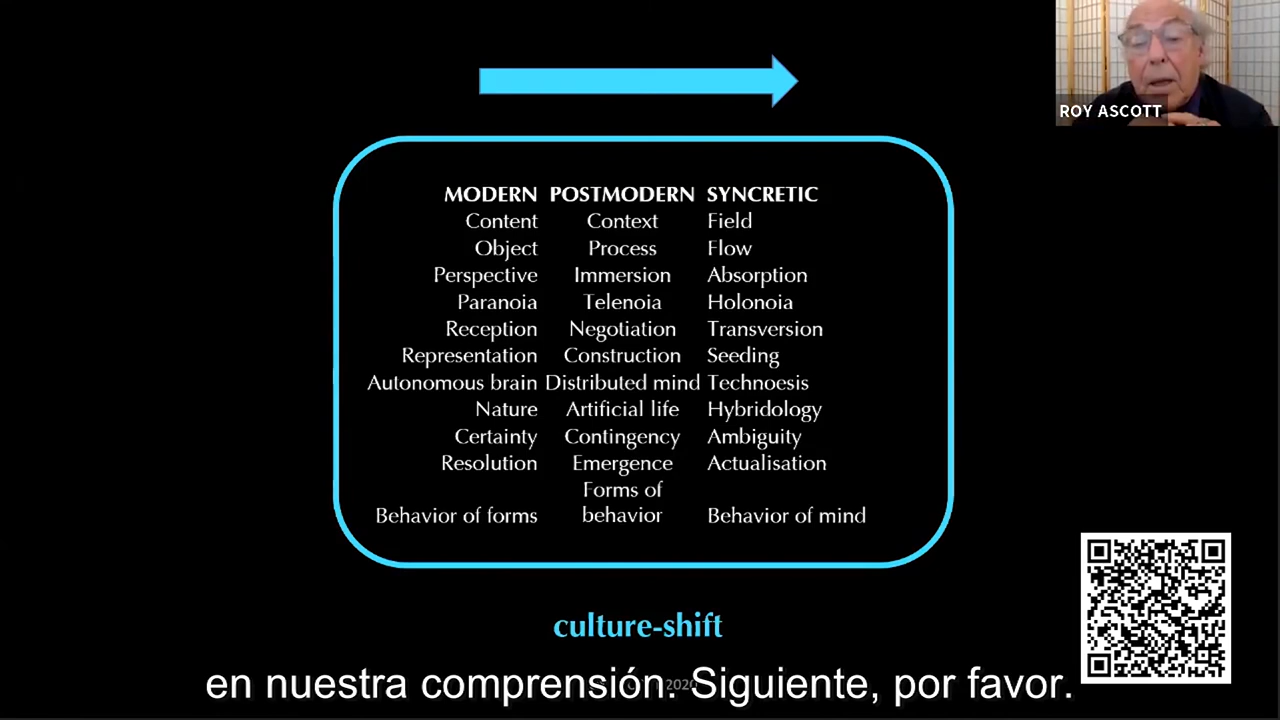 ROY ASCOTT
MODERN POSTMODERN SYNCRETIC
Content Context Field
Object Process Flow
Perspective Immersion Absorption
Paranoia Telenoia Holonoia
Reception Negotiation Transversion
Representation Construction Seeding
Autonomous brain Distributed mind Technoesis
Nature Artificial life Hybridology
Certainty Contingency Ambiguity
Resolution Emergence Actualisation
Forms of
Behavior of forms behavior Behavior of mind
culture-shift
en nuestra comprensión. Siguiente, por favor.